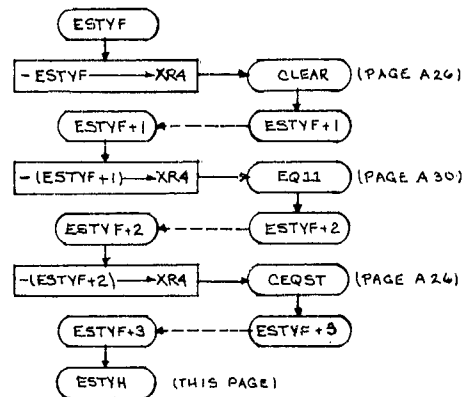 ESTYF
-ESTYF → XR4 CLEAR (PAGE A26)
ESTYF+1 ESTYF+1
-(ESTYF+1) → XR4 EQ11 (PAGE A30)
ESTYF+2 ESTYF+2
-(ESTYF+2) → XR4 CEQST (PAGE A26)
ESTYF+3 ESTYF+3
ESTYH (THIS PAGE)